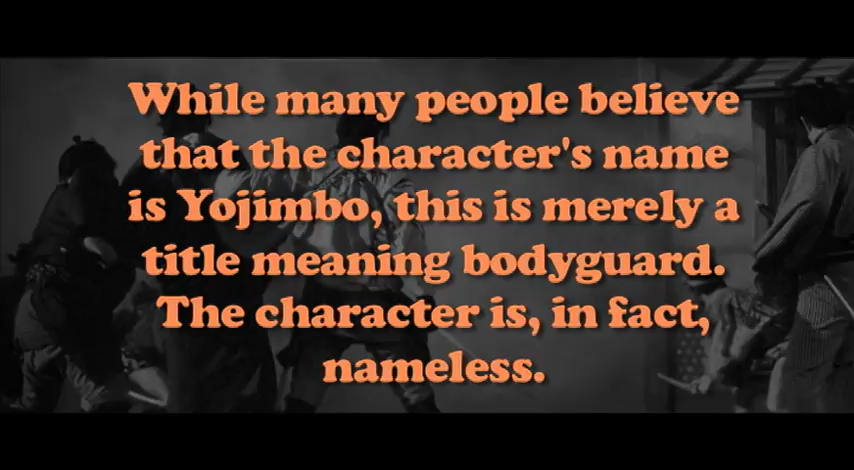 While many people believe
that the character's name
is Yojimbo, this is merely a
title meaning bodyguard.
The character is, in fact,
nameless.